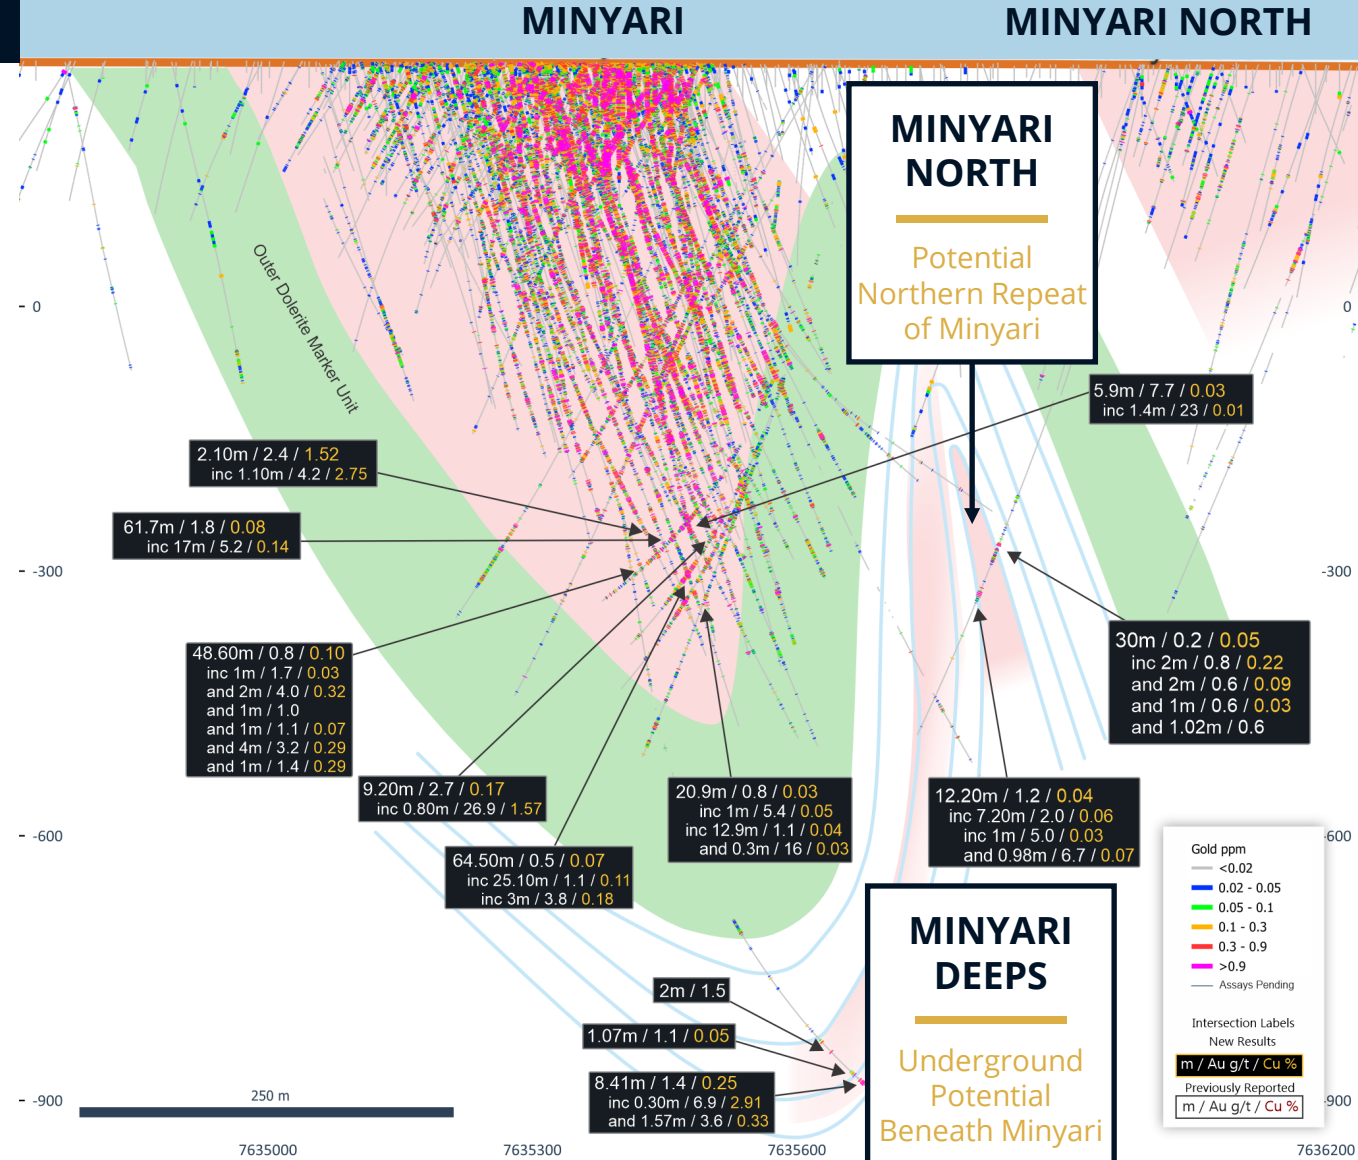 MINYARI
MINYARI NORTH
MINYARI
NORTH
Potential
Northern Repeat
of Minyari
Outer Dolerite Marker Unit
0
0
5.9m / 7.7 / 0.03
inc 1.4m / 23 / 0.01
2.10m / 2.4 / 1.52
inc 1.10m / 4.2 / 2.75
61.7m / 1.8 / 0.08
inc 17m / 5.2 / 0.14
-300
-300
48.60m / 0.8 / 0.10
inc 1m / 1.7 / 0.03
and 2m / 4.0 / 0.32
and 1m / 1.0
and 1m / 1.1 / 0.07
and 4m / 3.2 / 0.29
and 1m / 1.4 / 0.29
30m / 0.2 / 0.05
inc 2m / 0.8 / 0.22
and 2m / 0.6 / 0.09
and 1m / 0.6 / 0.03
and 1.02m / 0.6
9.20m / 2.7 / 0.17
inc 0.80m / 26.9 / 1.57
20.9m / 0.8 / 0.03
inc 1m / 5.4 / 0.05
inc 12.9m / 1.1 / 0.04
and 0.3m / 16 / 0.03
12.20m / 1.2 / 0.04
inc 7.20m / 2.0 / 0.06
inc 1m / 5.0 / 0.03
and 0.98m / 6.7 / 0.07
-600
-600
64.50m / 0.5 / 0.07
inc 25.10m / 1.1 / 0.11
inc 3m / 3.8 / 0.18
MINYARI
DEEPS
Underground
Potential
Beneath Minyari
2m / 1.5
1.07m / 1.1 / 0.05
8.41m / 1.4 / 0.25
inc 0.30m / 6.9 / 2.91
and 1.57m / 3.6 / 0.33
Gold ppm
<0.02
0.02 - 0.05
0.05 - 0.1
0.1 - 0.3
0.3 - 0.9
>0.9
Assays Pending
Intersection Labels
New Results
m / Au g/t / Cu %
Previously Reported
m / Au g/t / Cu %
-900
-900
250 m
7635000
7635300
7635600
7636200